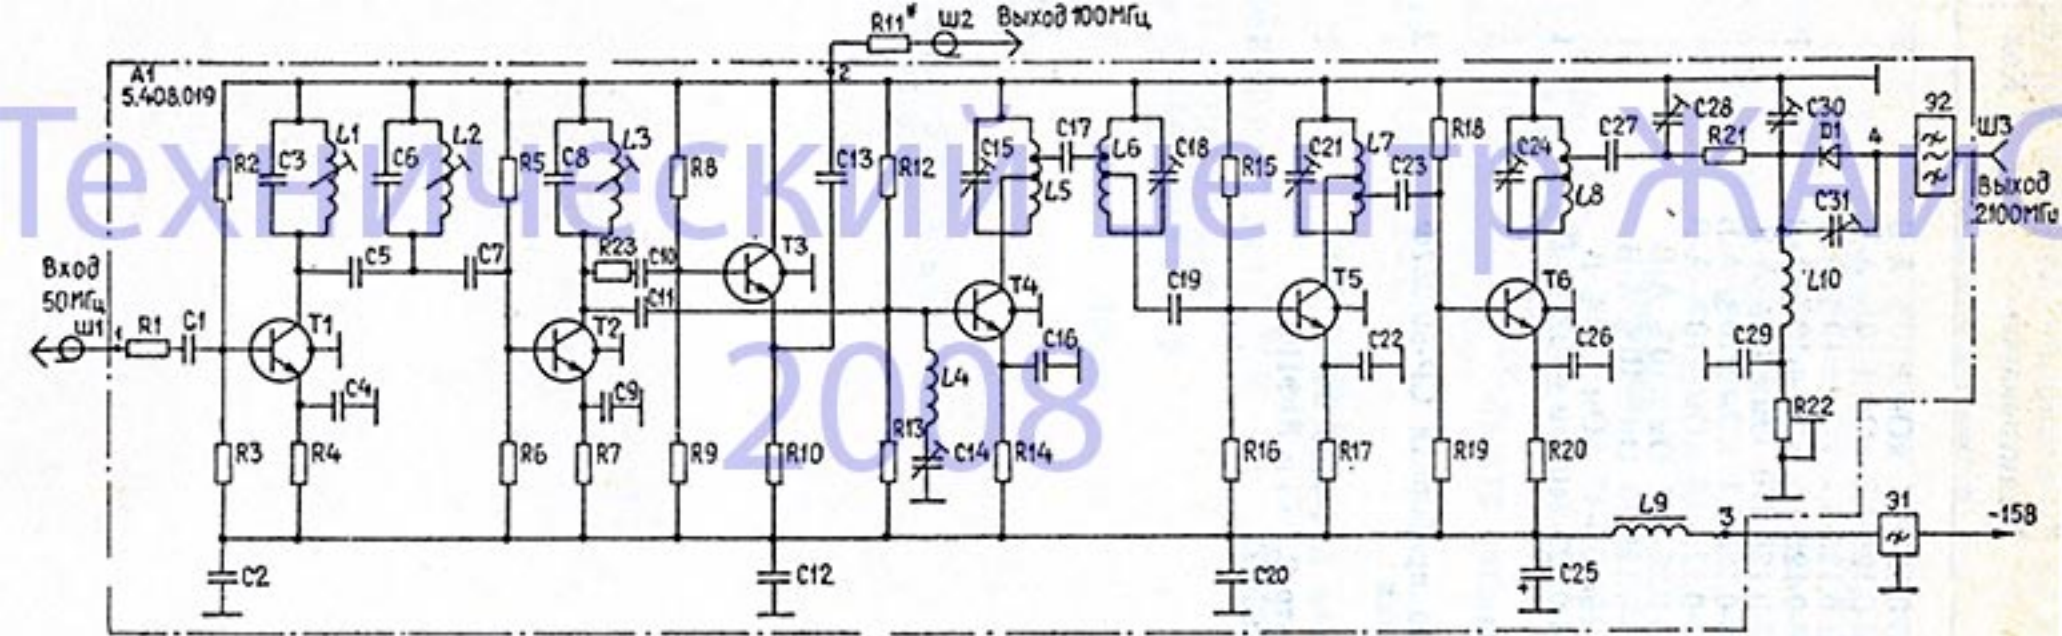 R11* Ш2 Выход 100МГц
2
A1
5.408.019
Технический центр ЖАиС
2008
R2 C3 L1 C6 L2 R5 C8 L3 R8 C13 R12 C15 L5 C17 L6 C18 R15 C21 L7 C23 R18 C24 L8 C27 C28 R21 C30 Д1 4 Э2 Ш3
Выход
2100МГц
C31
Вход
50МГц
Ш1 1 R1 C1 T1 C5 C7 R23 C10 C11 T2 T3 T4 C19 T5 T6 L10
C4 C9 L4 C16 C22 C26 C29 R22
R3 R4 R6 R7 R9 R10 R13 C14 R14 R16 R17 R19 R20
L9 3 Э1 -15В
C2 C12 C20 C25 +